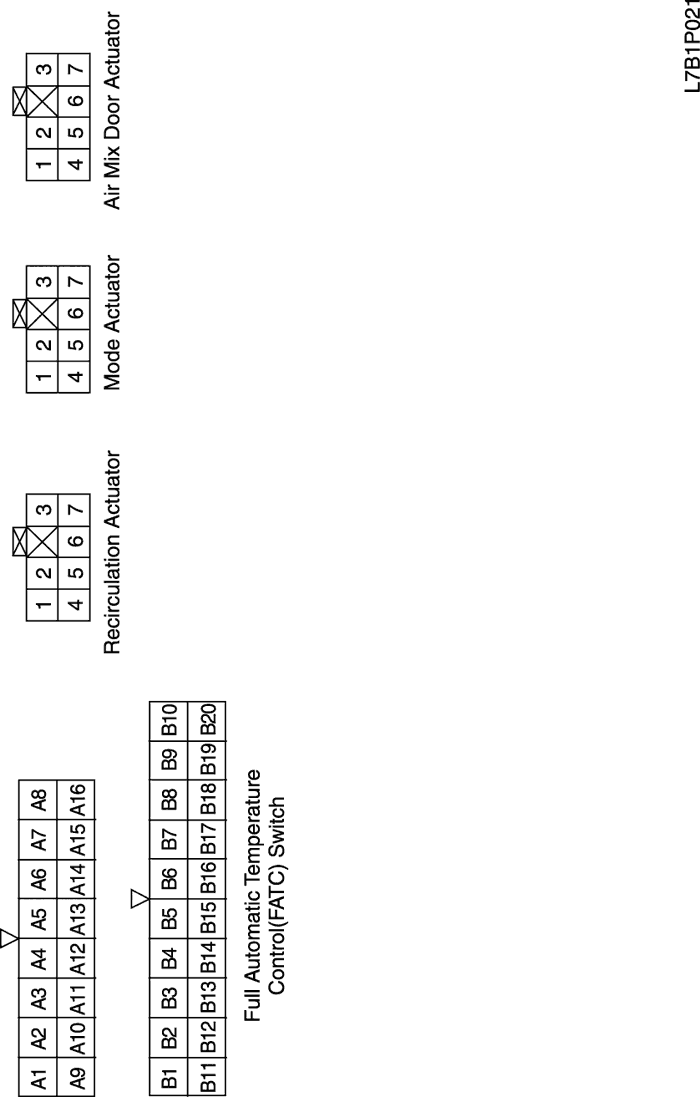 A1 A2 A3 A4 A5 A6 A7 A8
A9 A10 A11 A12 A13 A14 A15 A16
B1 B2 B3 B4 B5 B6 B7 B8 B9 B10
B11 B12 B13 B14 B15 B16 B17 B18 B19 B20
Full Automatic Temperature
Control(FATC) Switch
1 2 3
4 5 6 7
Recirculation Actuator
1 2 3
4 5 6 7
Mode Actuator
1 2 3
4 5 6 7
Air Mix Door Actuator
L7B1P021